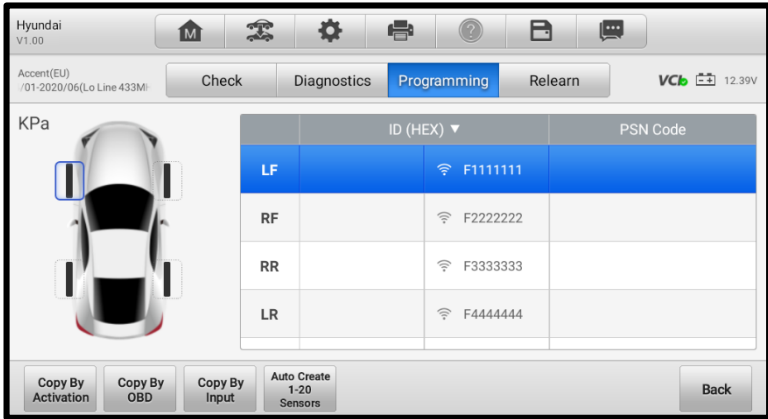 Hyundai
V1.00
M
?
Accent(EU)
/01-2020/06(Lo Line 433MH
Check
Diagnostics
Programming
Relearn
VCI
12.39V
KPa
ID (HEX) ▼
PSN Code
LF
F1111111
RF
F2222222
RR
F3333333
LR
F4444444
Copy By
Activation
Copy By
OBD
Copy By
Input
Auto Create
1-20
Sensors
Back